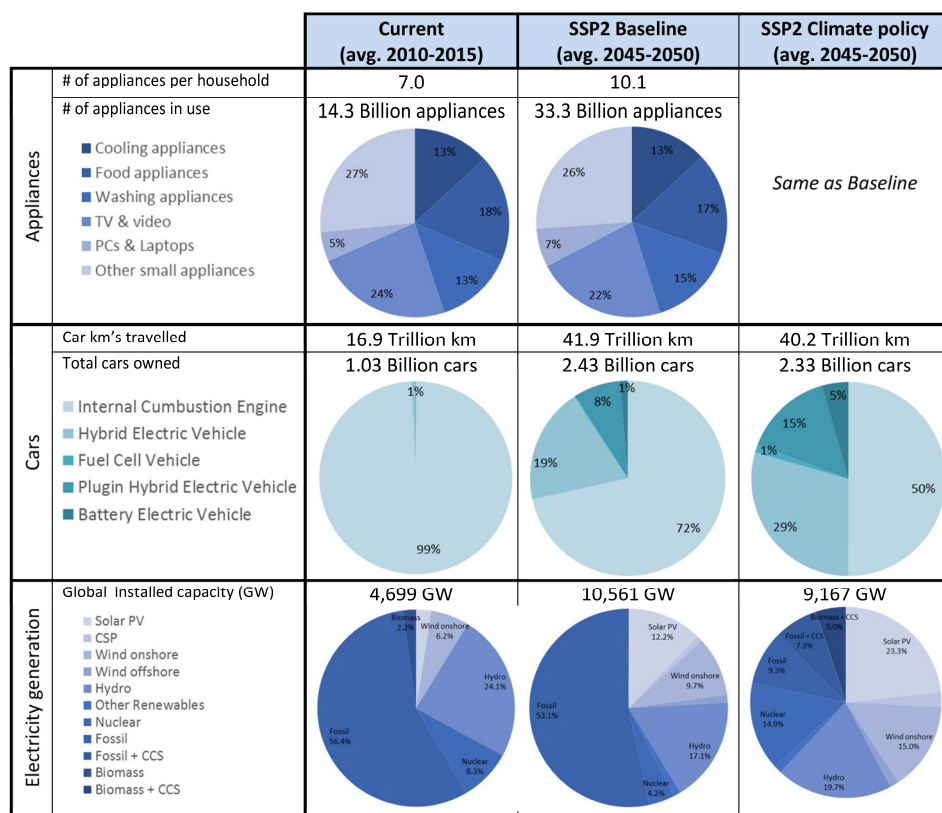 Current SSP2 Baseline SSP2 Climate policy
(avg. 2010-2015) (avg. 2045-2050) (avg. 2045-2050)
Appliances
# of appliances per household 7.0 10.1
# of appliances in use 14.3 Billion appliances 33.3 Billion appliances
Same as Baseline
Cooling appliances
Food appliances
Washing appliances
TV & video
PCs & Laptops
Other small appliances
13%
18%
13%
24%
5%
27%
13%
17%
15%
22%
7%
26%
Cars
Car km's travelled 16.9 Trillion km 41.9 Trillion km 40.2 Trillion km
Total cars owned 1.03 Billion cars 2.43 Billion cars 2.33 Billion cars
Internal Cumbustion Engine
Hybrid Electric Vehicle
Fuel Cell Vehicle
Plugin Hybrid Electric Vehicle
Battery Electric Vehicle
1%
99%
1%
8%
19%
72%
5%
15%
1%
29%
50%
Electricity generation
Global Installed capacity (GW) 4,699 GW 10,561 GW 9,167 GW
Solar PV
CSP
Wind onshore
Wind offshore
Hydro
Other Renewables
Nuclear
Fossil
Fossil + CCS
Biomass
Biomass + CCS
Biomass
2.2%
Wind onshore
6.2%
Hydro
24.1%
Nuclear
8.3%
Fossil
56.4%
Solar PV
12.2%
Wind onshore
9.7%
Hydro
17.1%
Nuclear
4.2%
Fossil
53.1%
Biomass + CCS
5.0%
Fossil + CCS
7.3%
Fossil
9.3%
Nuclear
14.9%
Hydro
19.7%
Wind onshore
15.0%
Solar PV
23.3%